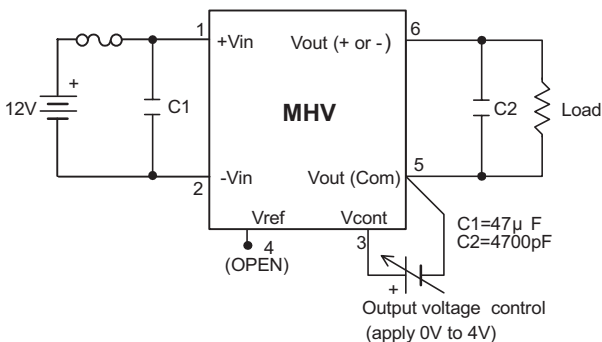 1
6
+Vin
Vout (+ or -)
+
12V
C1
MHV
C2
Load
5
2
-Vin
Vout (Com)
Vref
Vcont
C1=47μ F
C2=4700pF
4
3
(OPEN)
+
Output voltage control
(apply 0V to 4V)